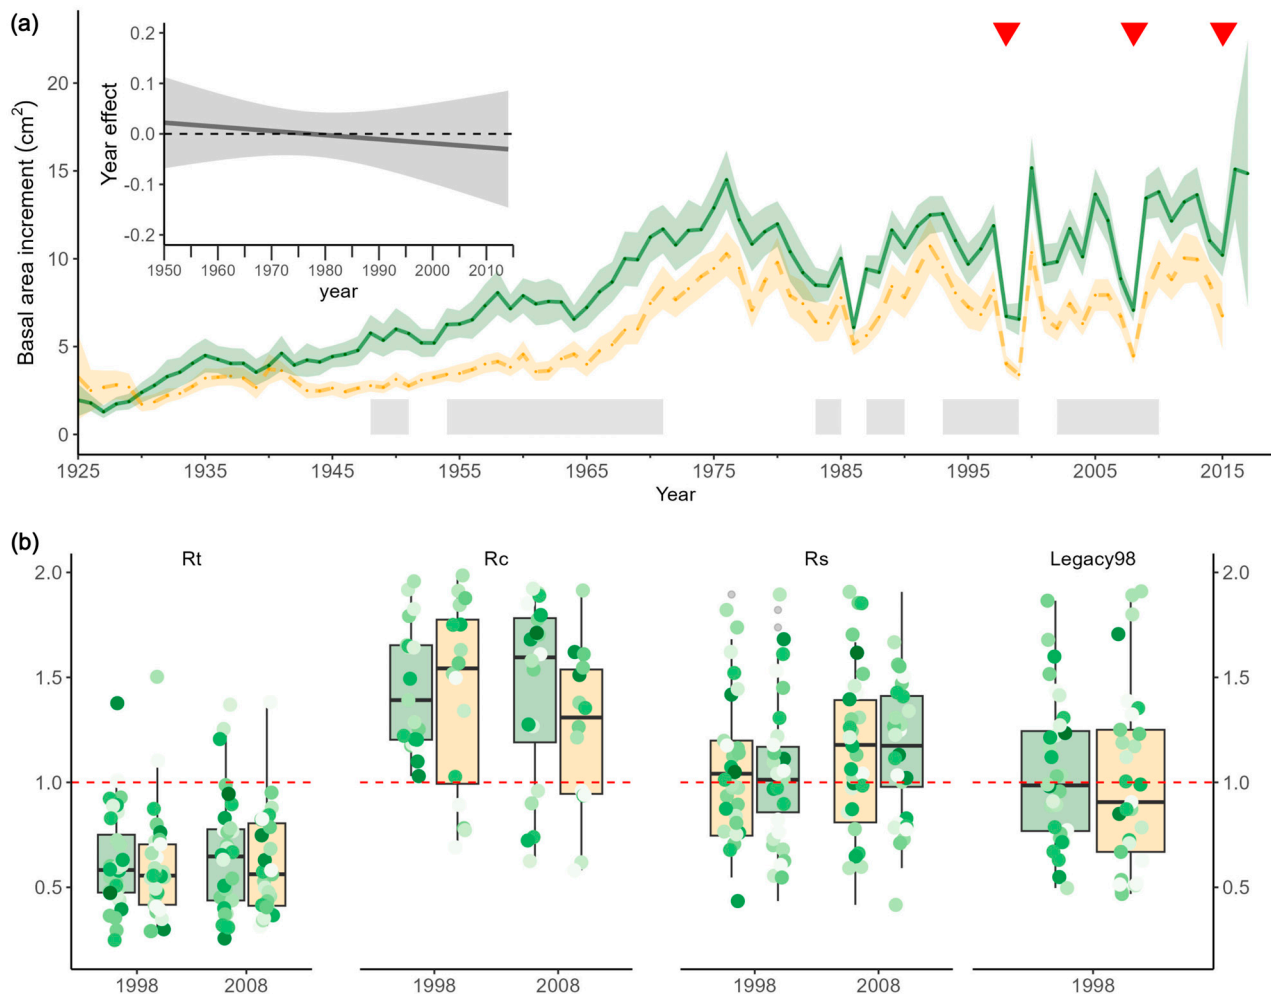 (a)
Basal area increment (cm²)
20
15
10
5
0
Year effect
0.2
0.1
0.0
-0.1
-0.2
1950 1960 1970 1980 1990 2000 2010
year
1925 1935 1945 1955 1965 1975 1985 1995 2005 2015
Year
(b)
Rt Rc Rs Legacy98
2.0 2.0
1.5 1.5
1.0 1.0
0.5 0.5
1998 2008 1998 2008 1998 2008 1998